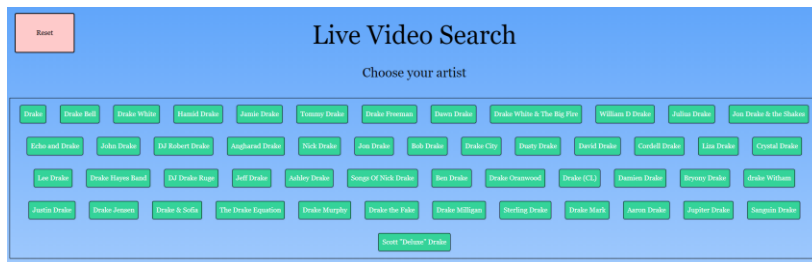 Reset
Live Video Search
Choose your artist
Drake Drake Bell Drake White Hamid Drake Jamie Drake Tommy Drake Drake Freeman Dawn Drake Drake White & The Big Fire William D Drake Julius Drake Jon Drake & the Shakes
Echo and Drake John Drake DJ Robert Drake Angharad Drake Nick Drake Jon Drake Bob Drake Drake City Dusty Drake David Drake Cordell Drake Liza Drake Crystal Drake
Lee Drake Drake Hayes Band DJ Drake Rugs Jeff Drake Ashley Drake Songs Of Nick Drake Ben Drake Drake Oranwood Drake (CL) Damien Drake Bryony Drake drake Witham
Justin Drake Drake Jensen Drake & Sofia The Drake Equation Drake Murphy Drake the Fake Drake Milligan Sterling Drake Drake Mark Aaron Drake Jupiter Drake Sanguin Drake
Scott "Deluxe" Drake